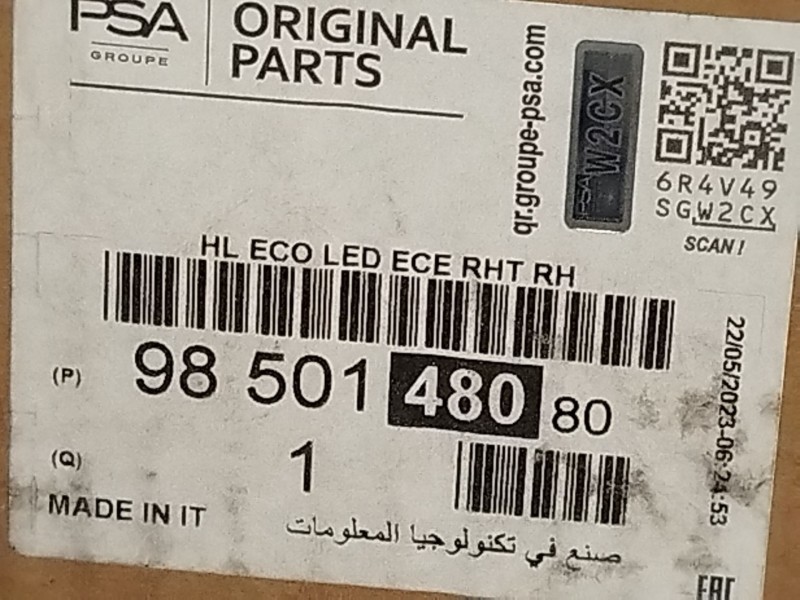 PSA
GROUPE
ORIGINAL
PARTS
qr.groupe-psa.com
PSA W2CX
6R4V49
SGW2CX
SCAN!
HL ECO LED ECE RHT RH
(P) 98 501 480 80
(Q) 1
MADE IN IT
صنع في تكنولوجيا المعلومات
22/05/2023-06:24:53
EAC